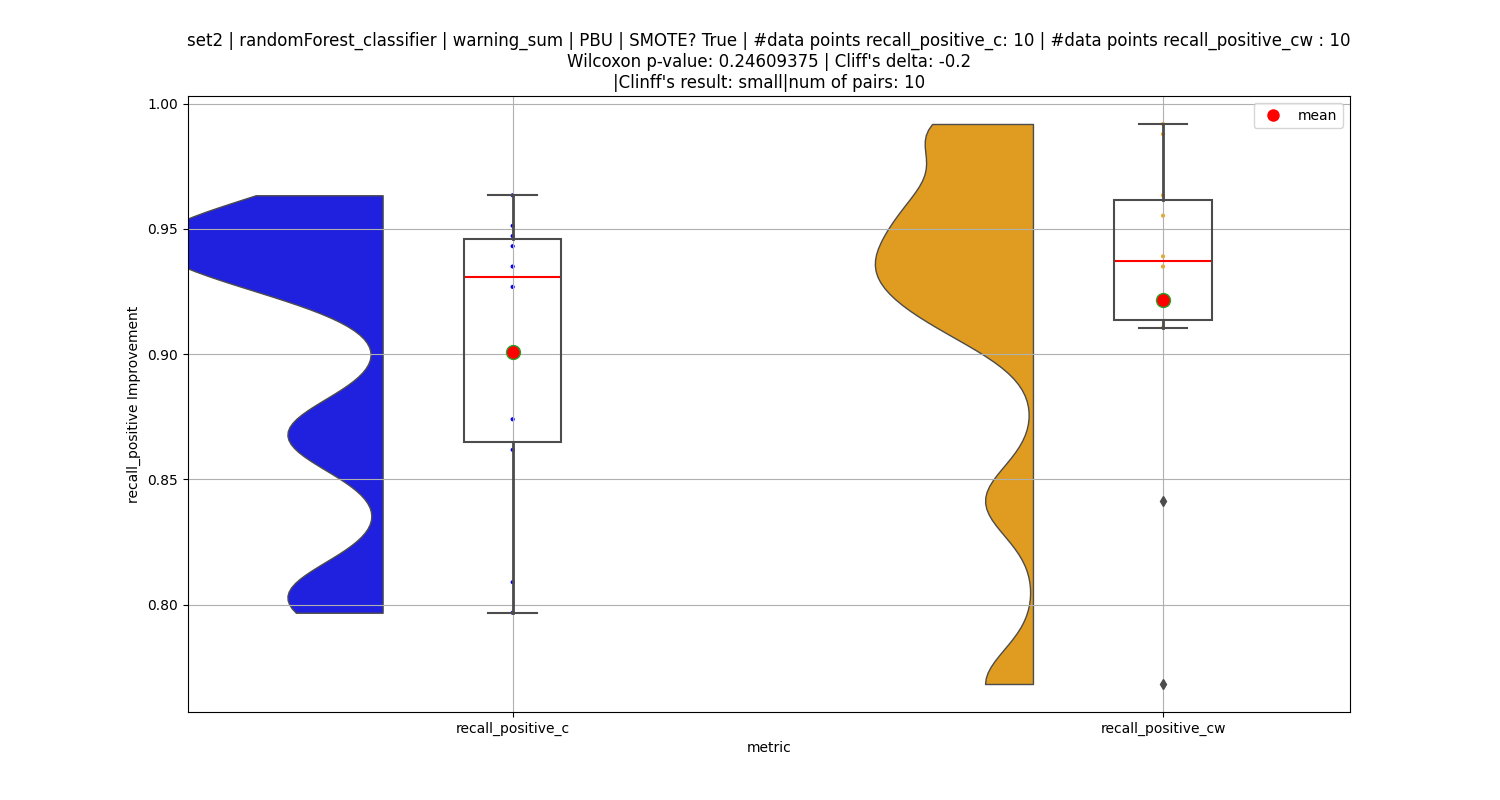 set2 | randomForest_classifier | warning_sum | PBU | SMOTE? True | #data points recall_positive_c: 10 | #data points recall_positive_cw : 10
Wilcoxon p-value: 0.24609375 | Cliff's delta: -0.2
|Clinff's result: small|num of pairs: 10
mean
1.00
0.95
0.90
0.85
0.80
recall_positive Improvement
recall_positive_c
recall_positive_cw
metric